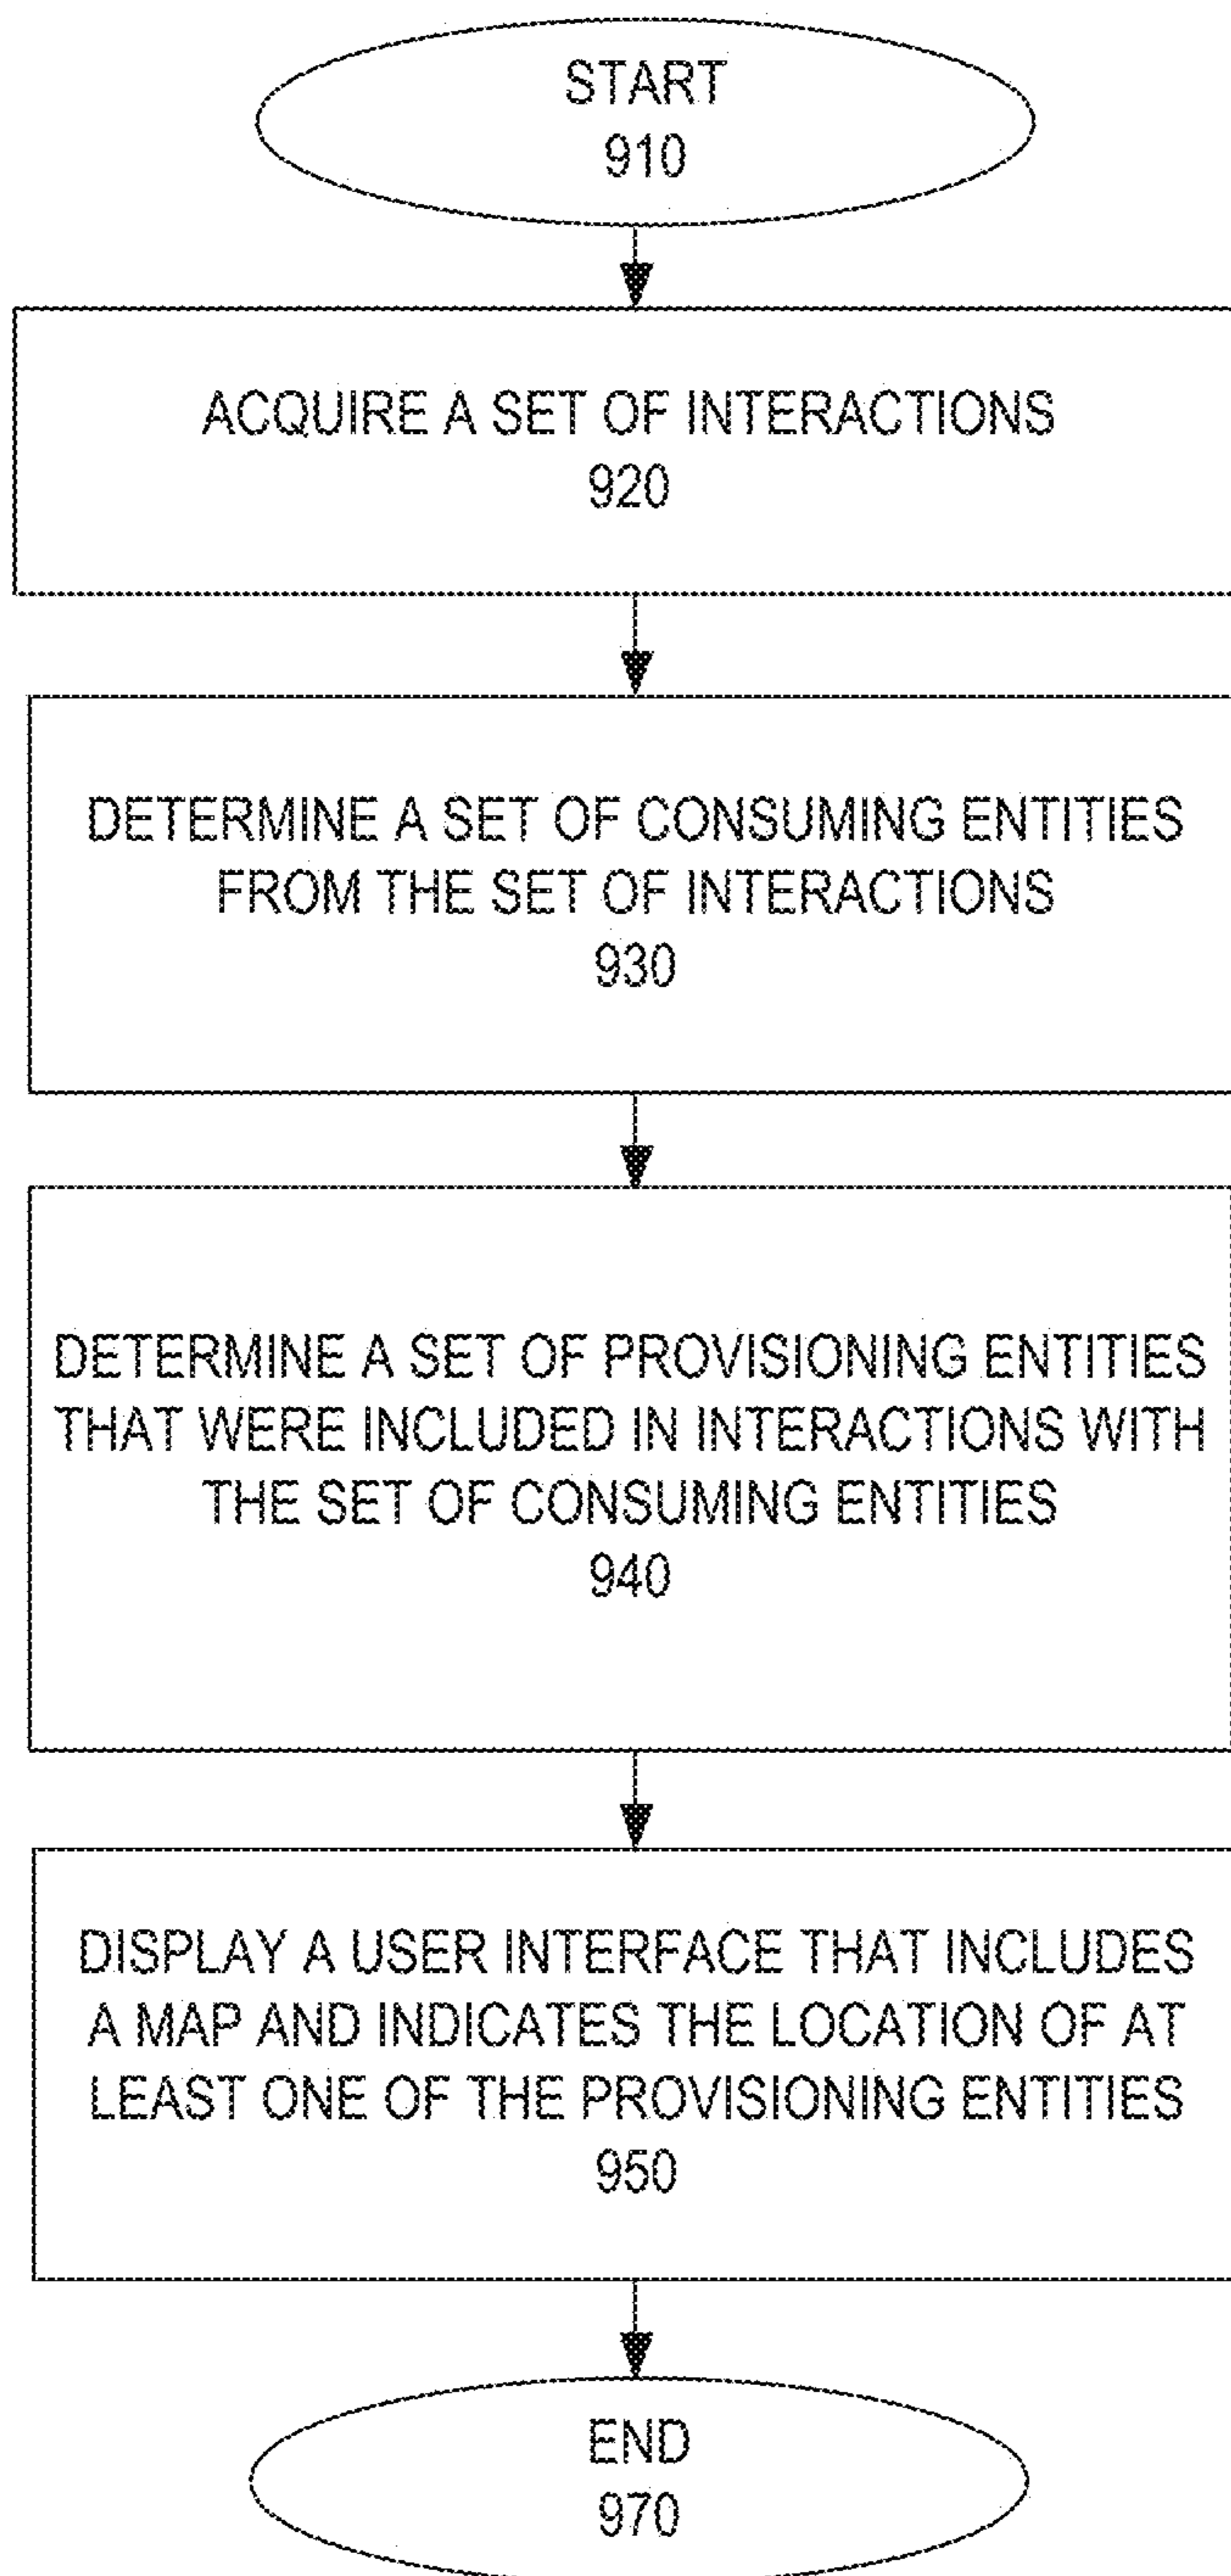 START
910
ACQUIRE A SET OF INTERACTIONS
920
DETERMINE A SET OF CONSUMING ENTITIES
FROM THE SET OF INTERACTIONS
930
DETERMINE A SET OF PROVISIONING ENTITIES
THAT WERE INCLUDED IN INTERACTIONS WITH
THE SET OF CONSUMING ENTITIES
940
DISPLAY A USER INTERFACE THAT INCLUDES
A MAP AND INDICATES THE LOCATION OF AT
LEAST ONE OF THE PROVISIONING ENTITIES
950
END
970